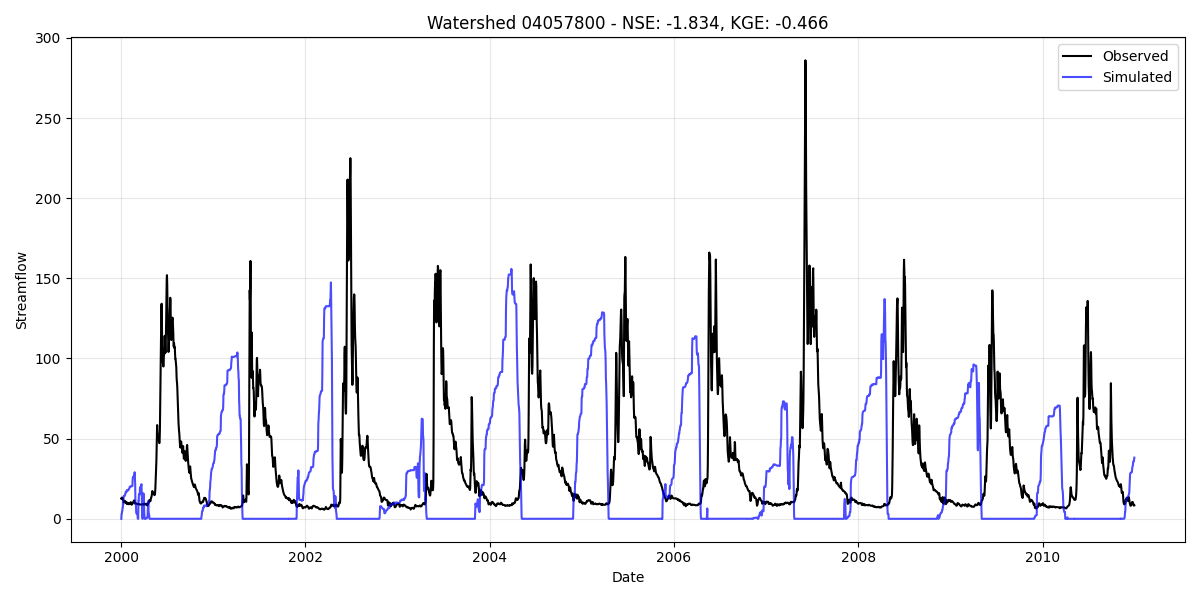 Watershed 04057800 - NSE: -1.834, KGE: -0.466
Observed
Simulated
Streamflow
300
250
200
150
100
50
0
2000 2002 2004 2006 2008 2010
Date